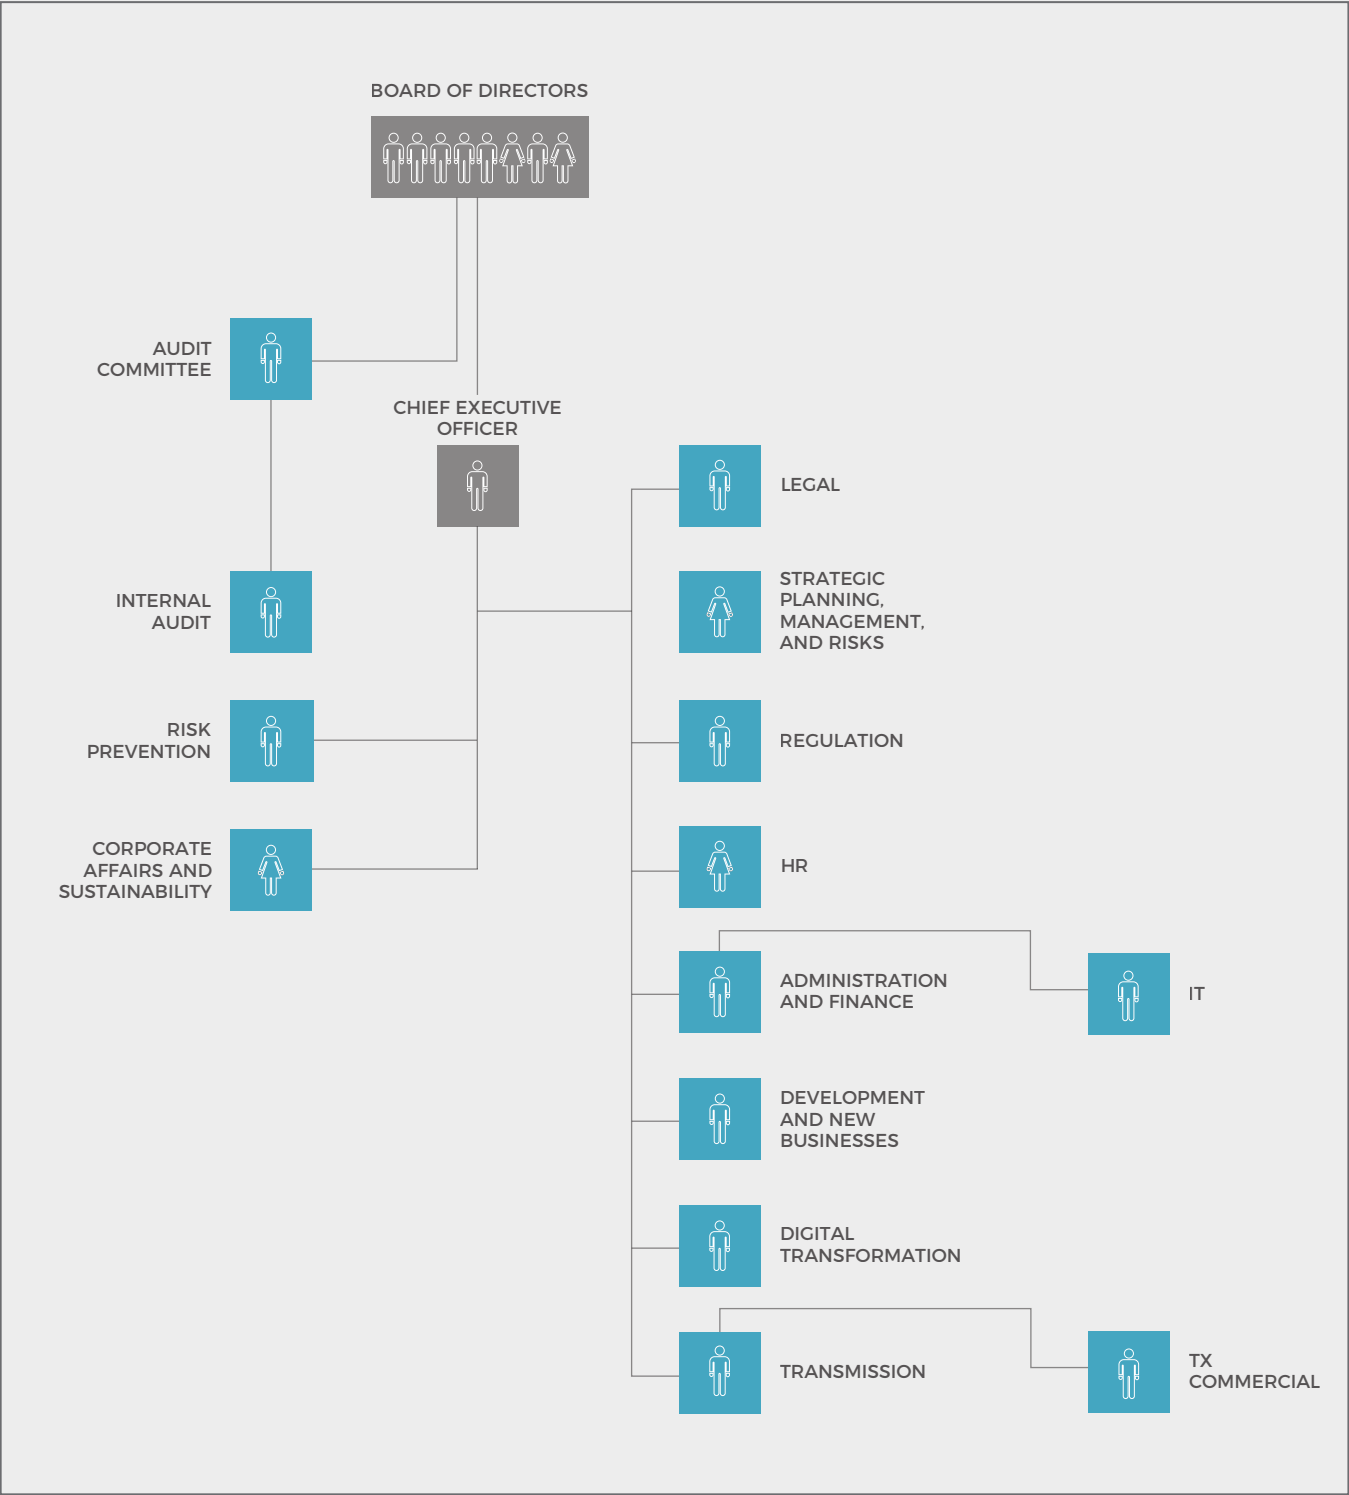 BOARD OF DIRECTORS
AUDIT
COMMITTEE
CHIEF EXECUTIVE
OFFICER
LEGAL
INTERNAL
AUDIT
STRATEGIC
PLANNING,
MANAGEMENT,
AND RISKS
RISK
PREVENTION
REGULATION
CORPORATE
AFFAIRS AND
SUSTAINABILITY
HR
ADMINISTRATION
AND FINANCE
IT
DEVELOPMENT
AND NEW
BUSINESSES
DIGITAL
TRANSFORMATION
TRANSMISSION
TX
COMMERCIAL